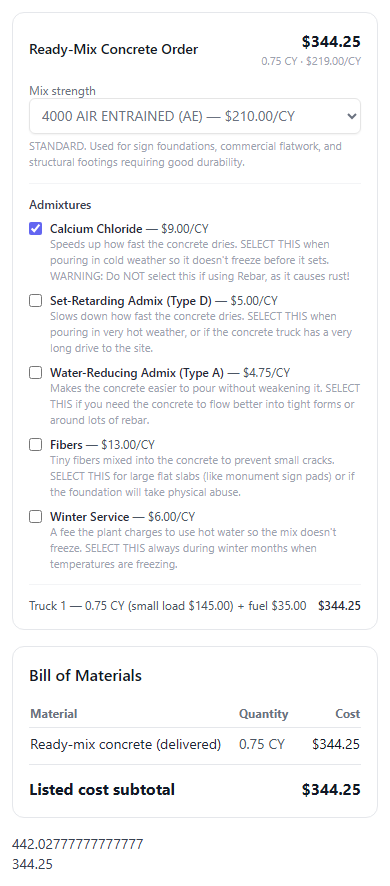 Ready-Mix Concrete Order
$344.25
0.75 CY · $219.00/CY
Mix strength
4000 AIR ENTRAINED (AE) — $210.00/CY
STANDARD. Used for sign foundations, commercial flatwork, and
structural footings requiring good durability.
Admixtures
Calcium Chloride — $9.00/CY
Speeds up how fast the concrete dries. SELECT THIS when
pouring in cold weather so it doesn't freeze before it sets.
WARNING: Do NOT select this if using Rebar, as it causes rust!
Set-Retarding Admix (Type D) — $5.00/CY
Slows down how fast the concrete dries. SELECT THIS when
pouring in very hot weather, or if the concrete truck has a very
long drive to the site.
Water-Reducing Admix (Type A) — $4.75/CY
Makes the concrete easier to pour without weakening it. SELECT
THIS if you need the concrete to flow better into tight forms or
around lots of rebar.
Fibers — $13.00/CY
Tiny fibers mixed into the concrete to prevent small cracks.
SELECT THIS for large flat slabs (like monument sign pads) or if
the foundation will take physical abuse.
Winter Service — $6.00/CY
A fee the plant charges to use hot water so the mix doesn't
freeze. SELECT THIS always during winter months when
temperatures are freezing.
Truck 1 — 0.75 CY (small load $145.00) + fuel $35.00 $344.25
Bill of Materials
Material Quantity Cost
Ready-mix concrete (delivered) 0.75 CY $344.25
Listed cost subtotal $344.25
442.02777777777777
344.25